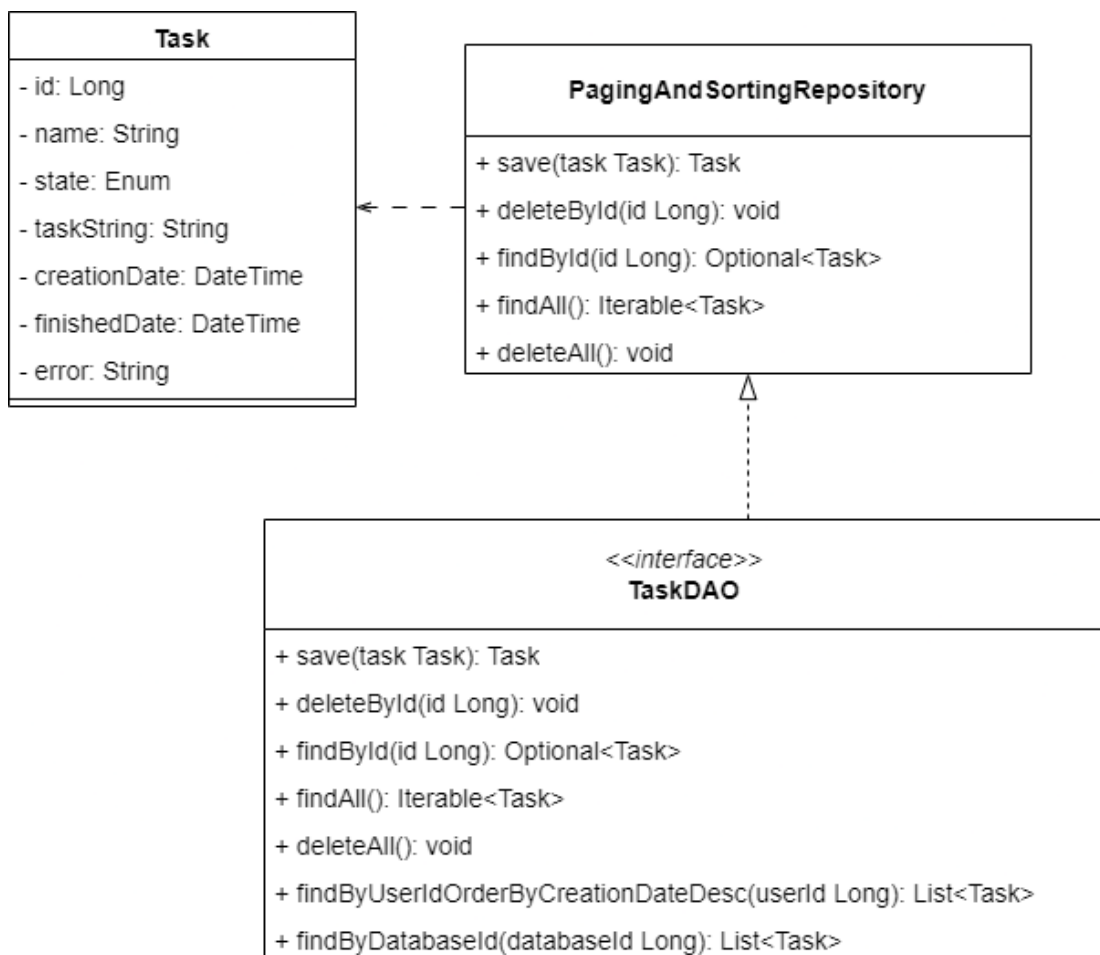 Task
- id: Long
- name: String
- state: Enum
- taskString: String
- creationDate: DateTime
- finishedDate: DateTime
- error: String
PagingAndSortingRepository
+ save(task Task): Task
+ deleteById(id Long): void
+ findById(id Long): Optional<Task>
+ findAll(): Iterable<Task>
+ deleteAll(): void
<<interface>>
TaskDAO
+ save(task Task): Task
+ deleteById(id Long): void
+ findById(id Long): Optional<Task>
+ findAll(): Iterable<Task>
+ deleteAll(): void
+ findByUserIdOrderByCreationDateDesc(userId Long): List<Task>
+ findByDatabaseId(databaseId Long): List<Task>